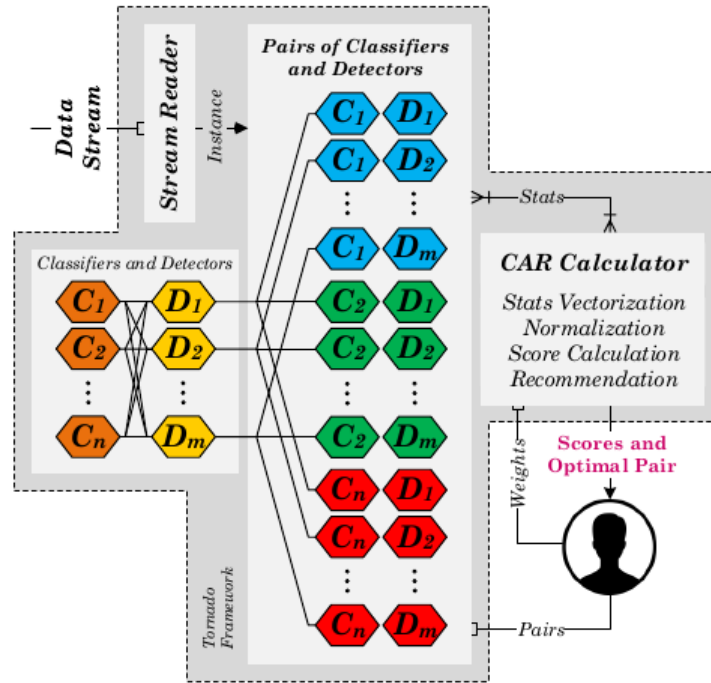 Data
Stream
Stream Reader
Instance
Pairs of Classifiers
and Detectors
C1 D1
C1 D2
⋮ ⋮
C1 Dm
C2 D1
C2 D2
⋮ ⋮
C2 Dm
Cn D1
Cn D2
⋮ ⋮
Cn Dm
Classifiers and Detectors
C1 D1
C2 D2
⋮ ⋮
Cn Dm
Stats
CAR Calculator
Stats Vectorization
Normalization
Score Calculation
Recommendation
Weights
Scores and
Optimal Pair
Pairs
Tornado
Framework